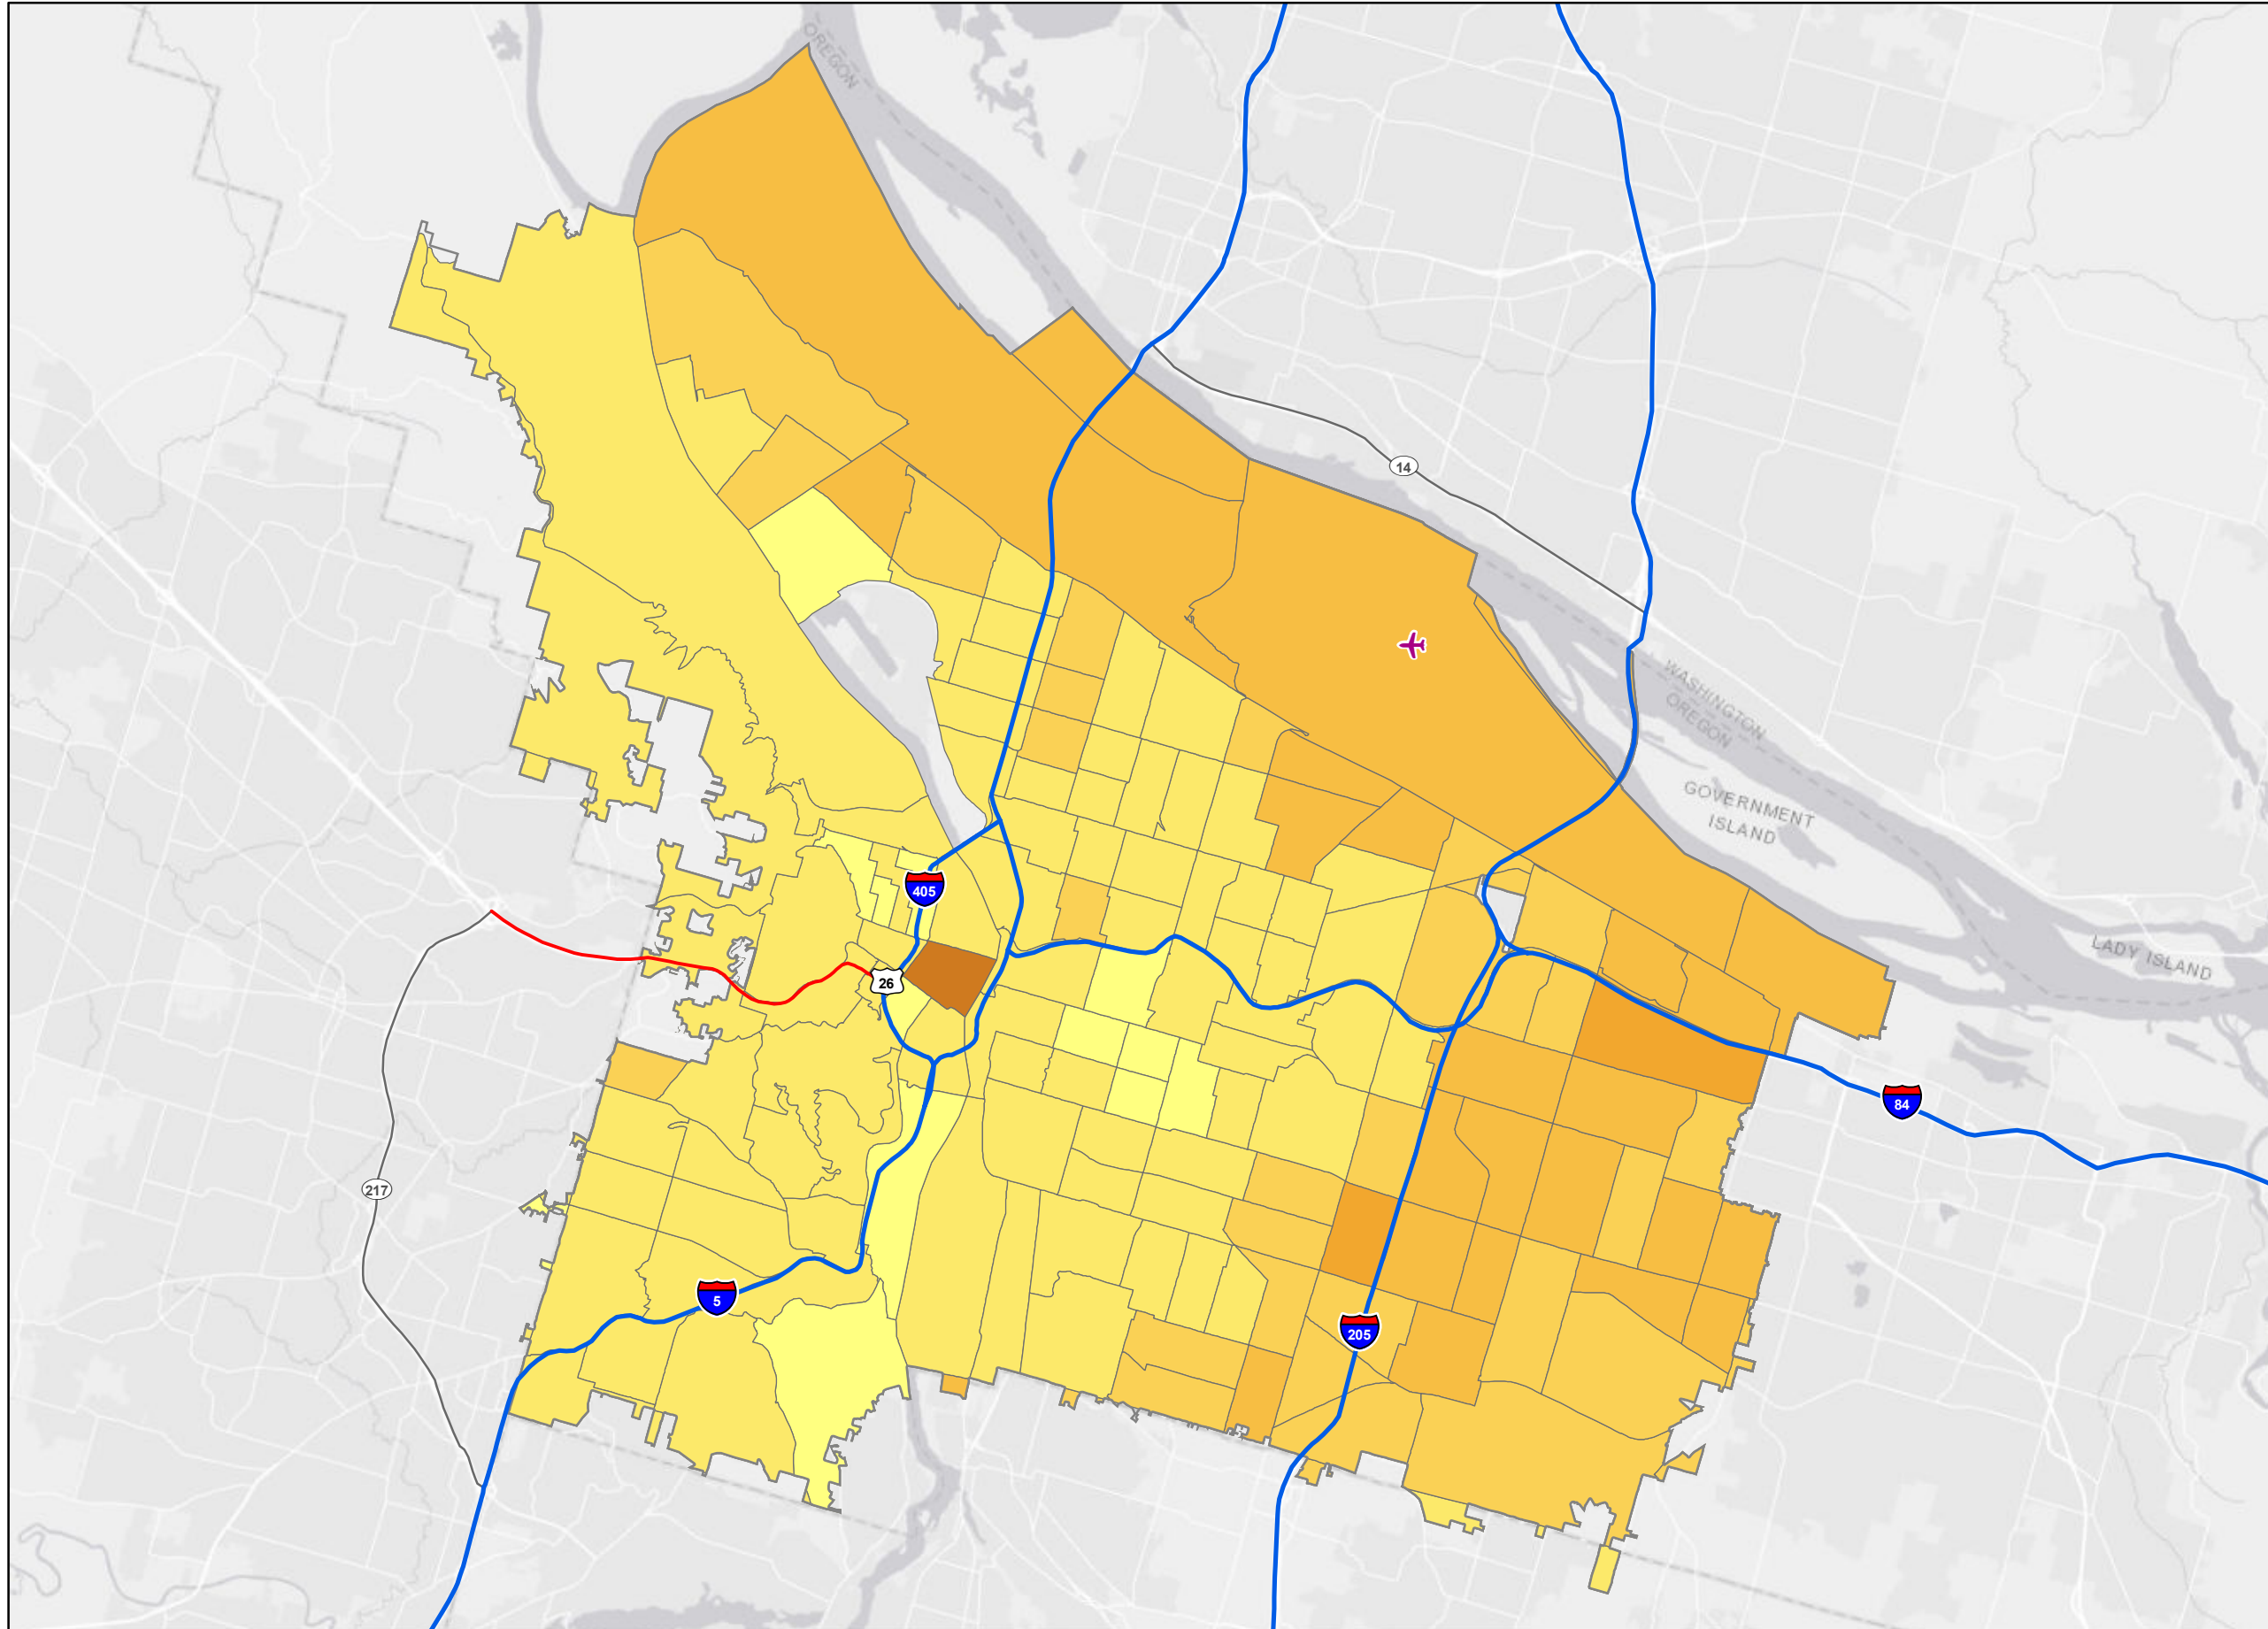 OREGON
14
WASHINGTON
OREGON
GOVERNMENT
ISLAND
405
LADY ISLAND
26
84
217
5
205